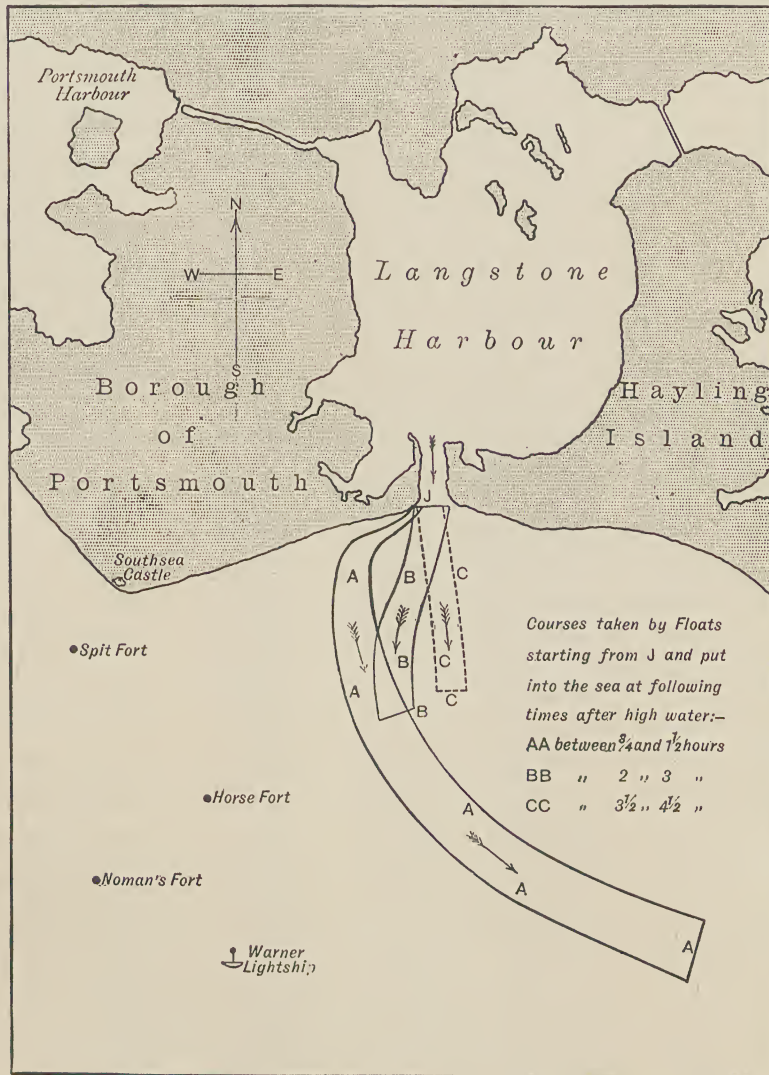 Portsmouth
Harbour
N
W E
S
Langstone
Harbour
Borough
of
Portsmouth
Hayling
Island
J
Southsea
Castle
A
B
C
A
B
C
B
C
Spit Fort
Courses taken by Floats
starting from J and put
into the sea at following
times after high water:–
AA between ¾ and 1½ hours
BB „ 2 „ 3 „
CC „ 3½ „ 4½ „
Horse Fort
A
Noman's Fort
A
Warner
Lightship
A